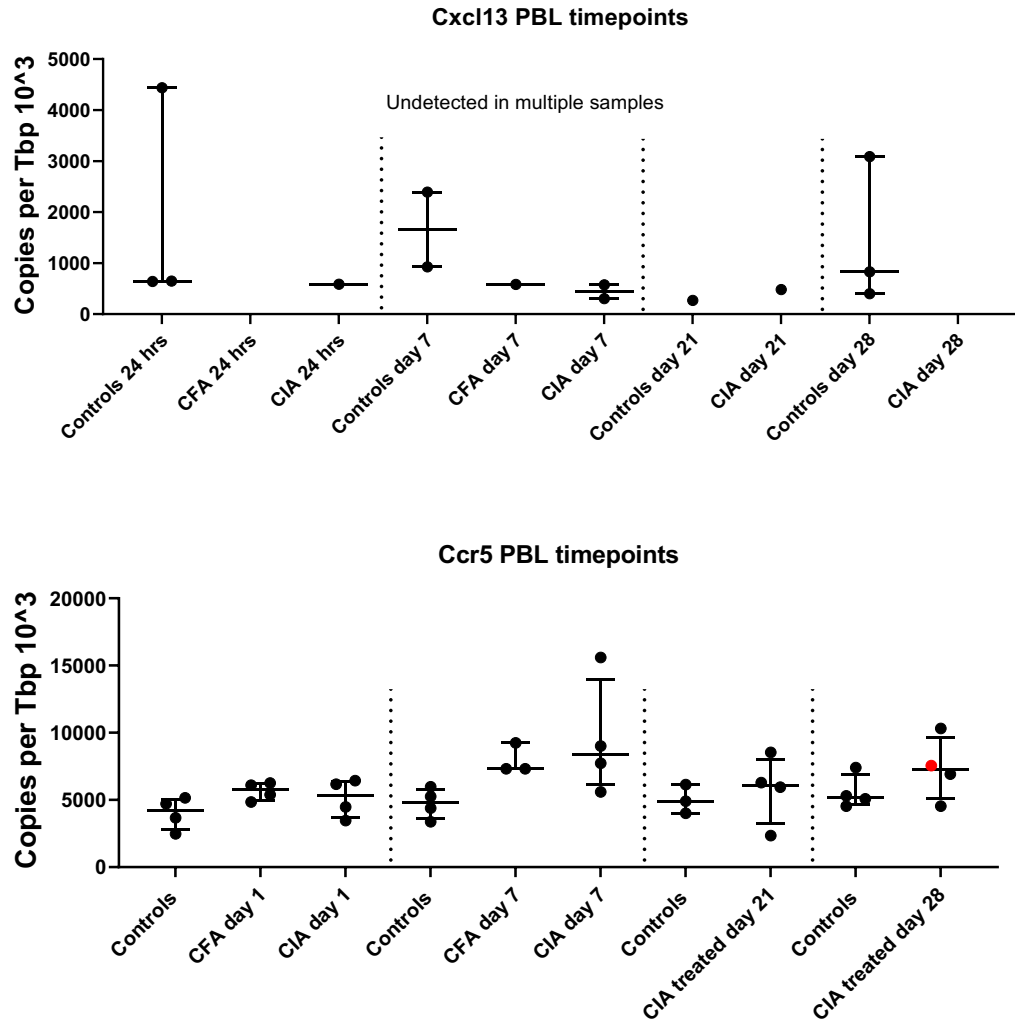 Cxcl13 PBL timepoints
Copies per Tbp 10^3
5000
4000
3000
2000
1000
0
Undetected in multiple samples
Controls 24 hrs
CFA 24 hrs
CIA 24 hrs
Controls day 7
CFA day 7
CIA day 7
Controls day 21
CIA day 21
Controls day 28
CIA day 28
Ccr5 PBL timepoints
Copies per Tbp 10^3
20000
15000
10000
5000
0
Controls
CFA day 1
CIA day 1
Controls
CFA day 7
CIA day 7
Controls
CIA treated day 21
Controls
CIA treated day 28